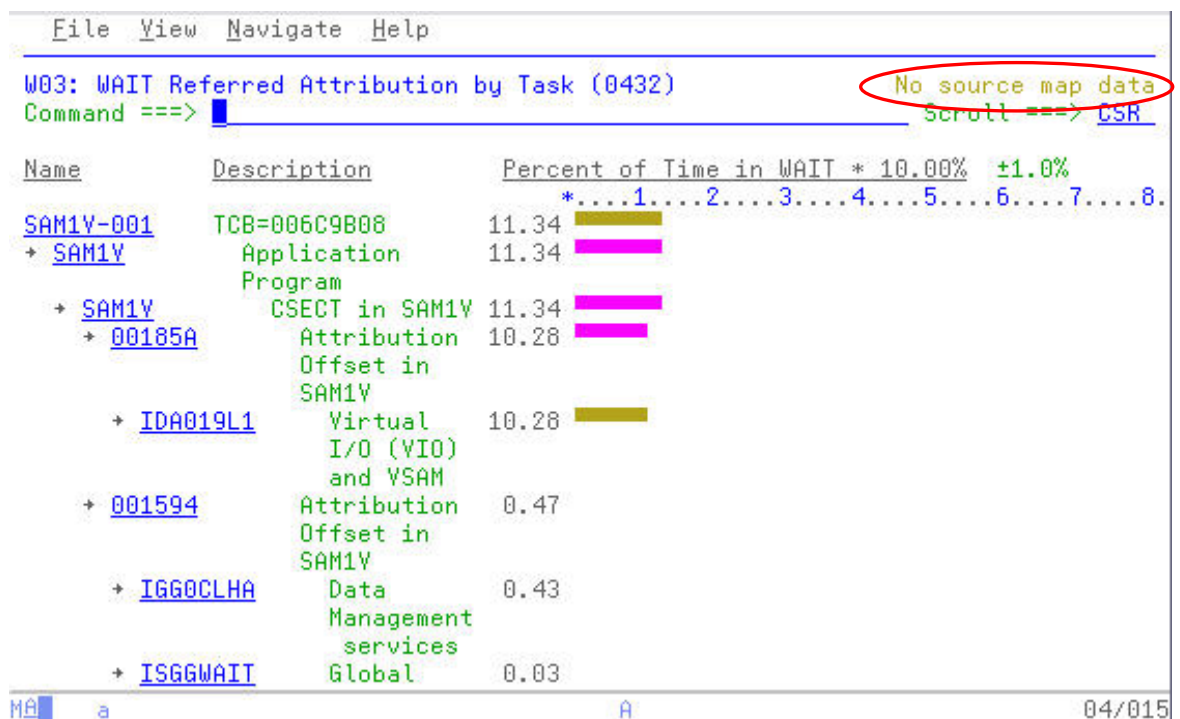 File View Navigate Help
W03: WAIT Referred Attribution by Task (0432) No source map data
Command ===> Scroll ===> CSR
Name Description Percent of Time in WAIT * 10.00% ±1.0%
*....1....2....3....4....5....6....7....8.
SAM1V-001 TCB=006C9B08 11.34
→ SAM1V Application 11.34
Program
→ SAM1V CSECT in SAM1V 11.34
→ 00185A Attribution 10.28
Offset in
SAM1V
→ IDA019L1 Virtual 10.28
I/O (VIO)
and VSAM
→ 001594 Attribution 0.47
Offset in
SAM1V
→ IGG0CLHA Data 0.43
Management
services
→ ISGGWAIT Global 0.03
MA a A 04/015